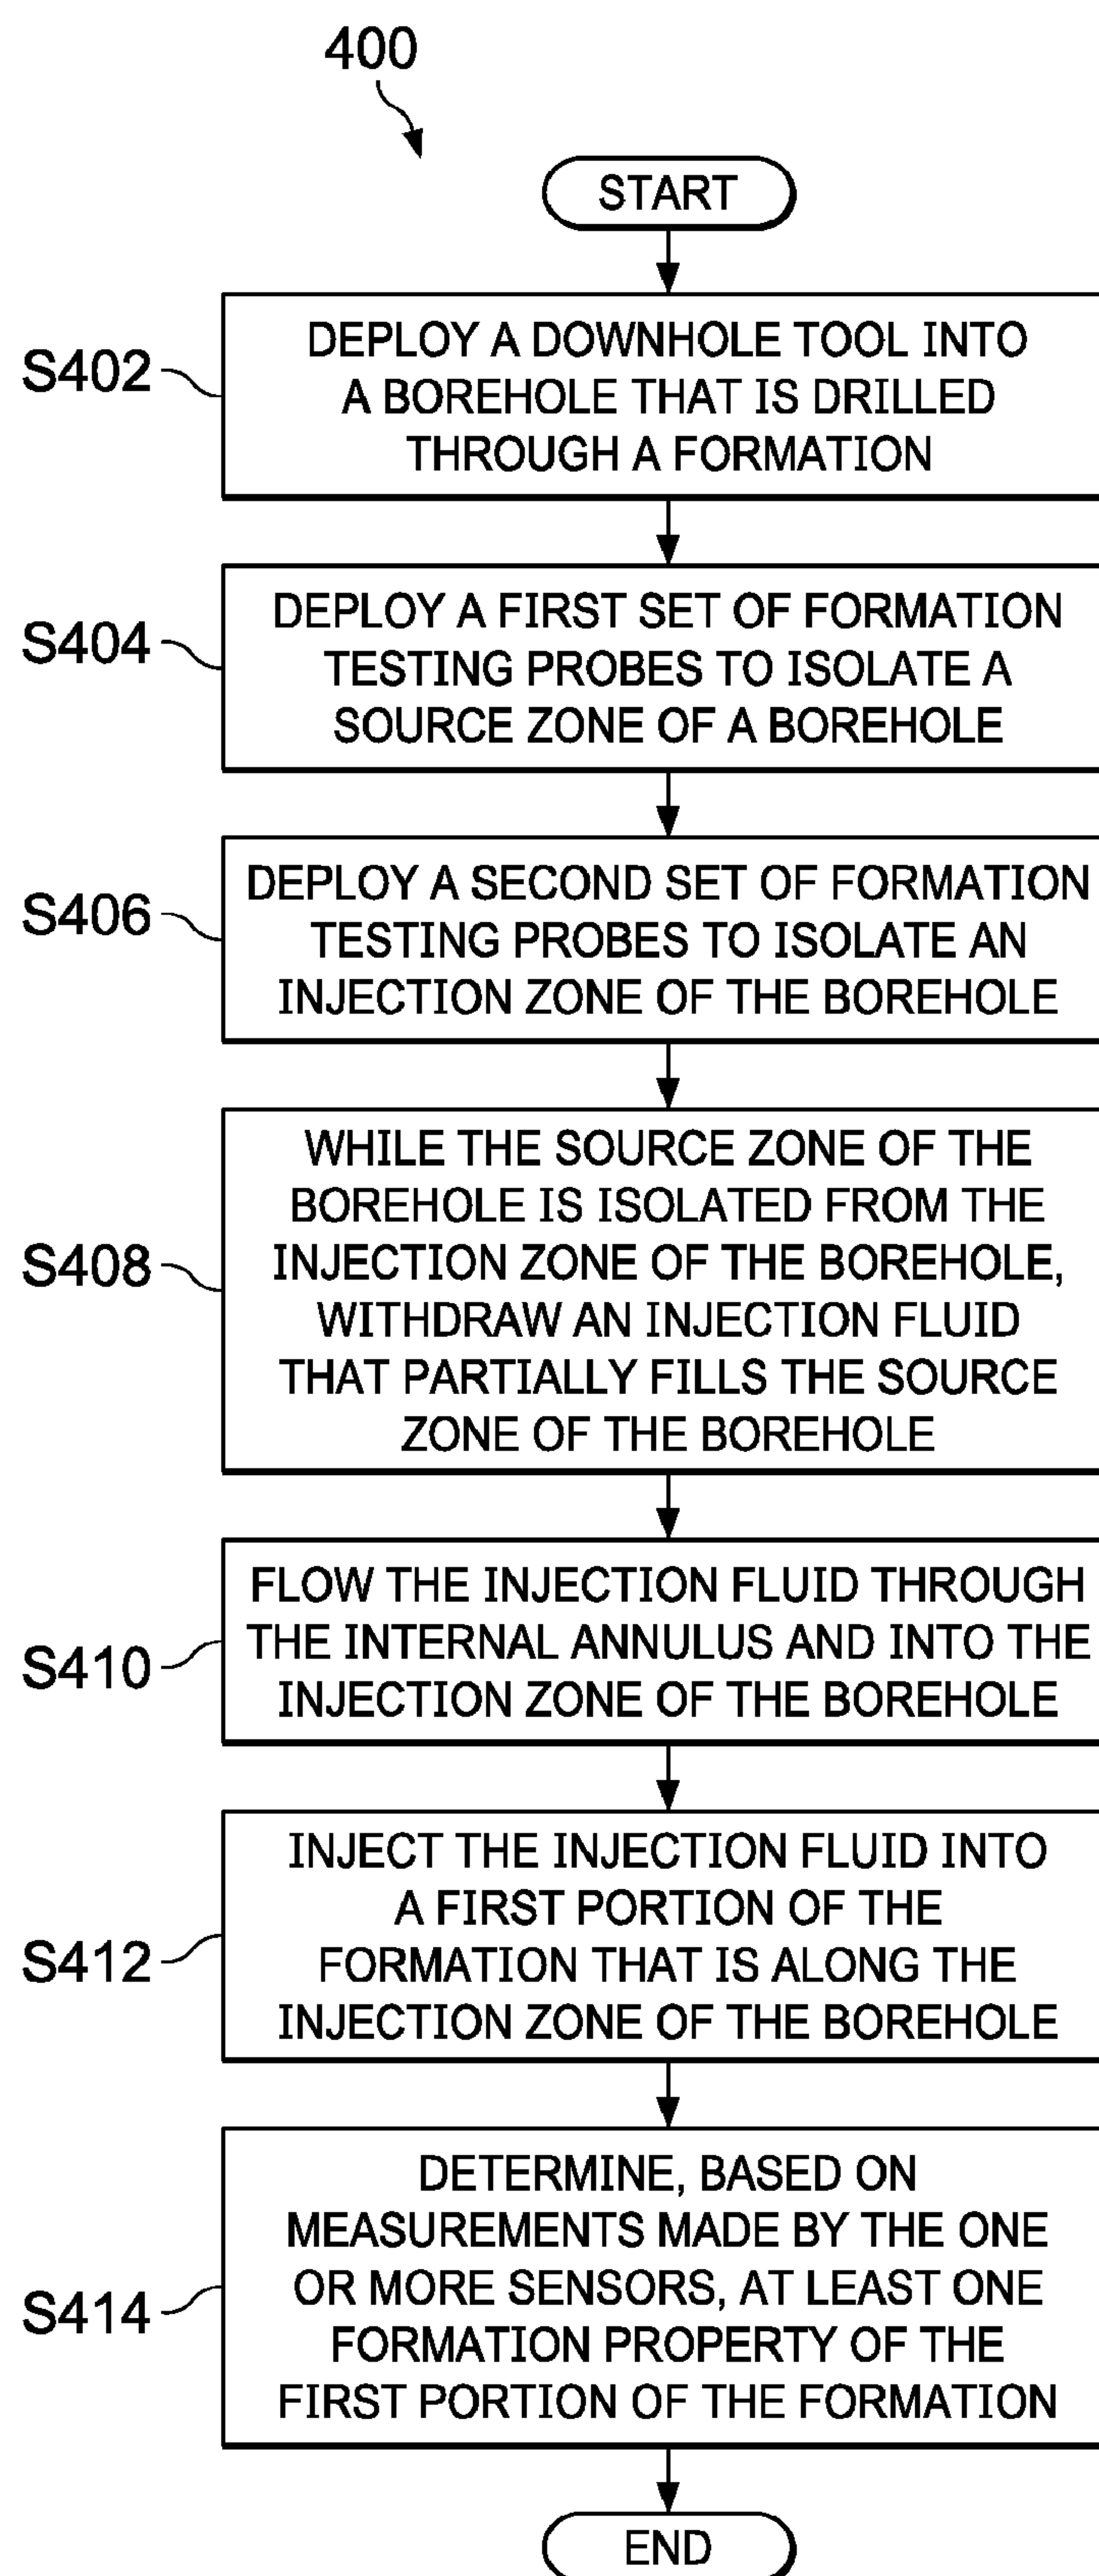 400
START
S402
DEPLOY A DOWNHOLE TOOL INTO
A BOREHOLE THAT IS DRILLED
THROUGH A FORMATION
S404
DEPLOY A FIRST SET OF FORMATION
TESTING PROBES TO ISOLATE A
SOURCE ZONE OF A BOREHOLE
S406
DEPLOY A SECOND SET OF FORMATION
TESTING PROBES TO ISOLATE AN
INJECTION ZONE OF THE BOREHOLE
S408
WHILE THE SOURCE ZONE OF THE
BOREHOLE IS ISOLATED FROM THE
INJECTION ZONE OF THE BOREHOLE,
WITHDRAW AN INJECTION FLUID
THAT PARTIALLY FILLS THE SOURCE
ZONE OF THE BOREHOLE
S410
FLOW THE INJECTION FLUID THROUGH
THE INTERNAL ANNULUS AND INTO THE
INJECTION ZONE OF THE BOREHOLE
S412
INJECT THE INJECTION FLUID INTO
A FIRST PORTION OF THE
FORMATION THAT IS ALONG THE
INJECTION ZONE OF THE BOREHOLE
S414
DETERMINE, BASED ON
MEASUREMENTS MADE BY THE ONE
OR MORE SENSORS, AT LEAST ONE
FORMATION PROPERTY OF THE
FIRST PORTION OF THE FORMATION
END